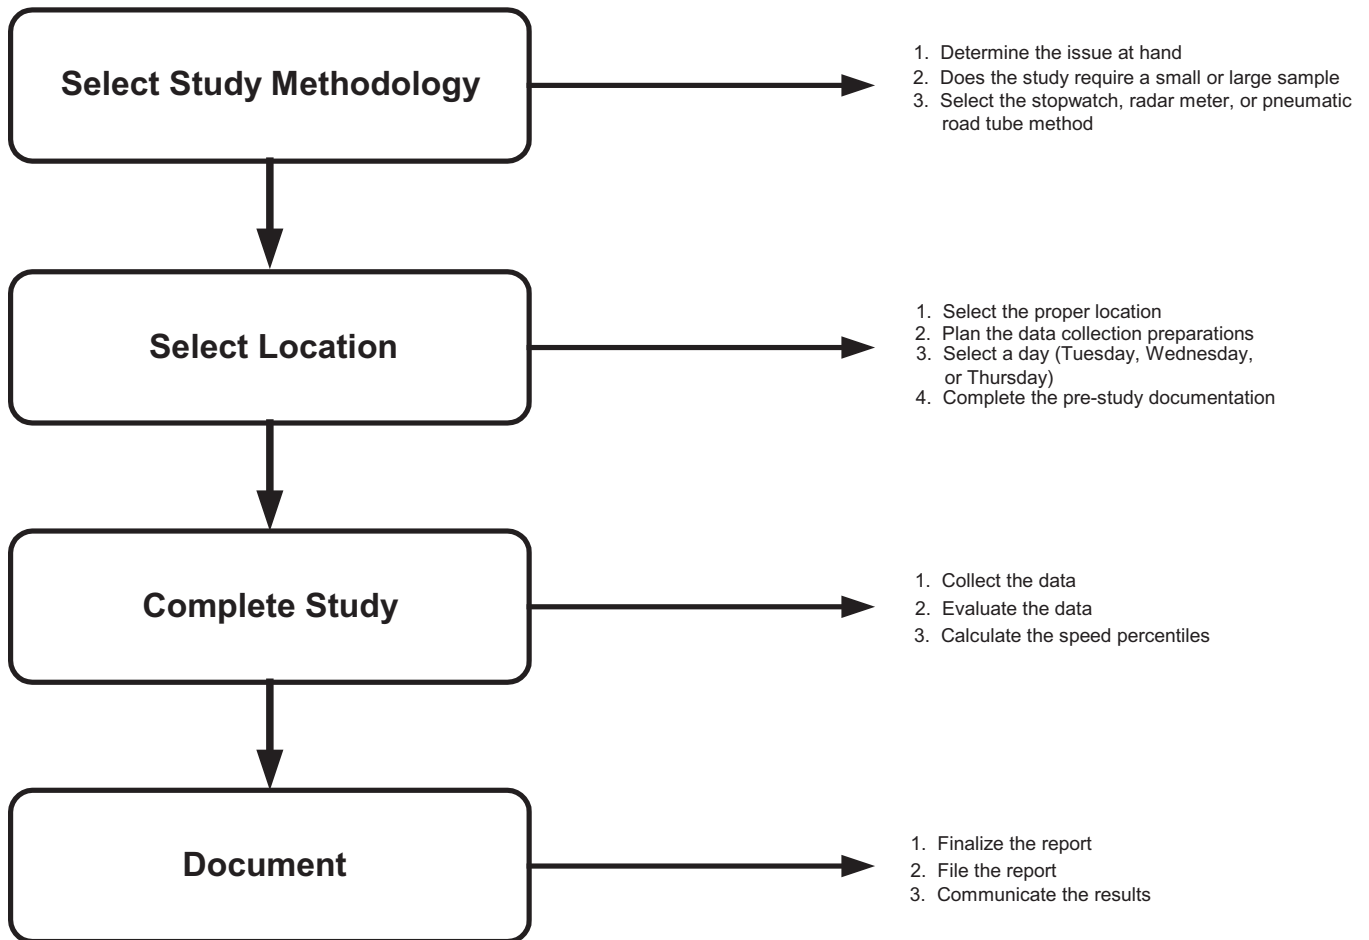 Select Study Methodology
1. Determine the issue at hand
2. Does the study require a small or large sample
3. Select the stopwatch, radar meter, or pneumatic
road tube method
Select Location
1. Select the proper location
2. Plan the data collection preparations
3. Select a day (Tuesday, Wednesday,
or Thursday)
4. Complete the pre-study documentation
Complete Study
1. Collect the data
2. Evaluate the data
3. Calculate the speed percentiles
Document
1. Finalize the report
2. File the report
3. Communicate the results